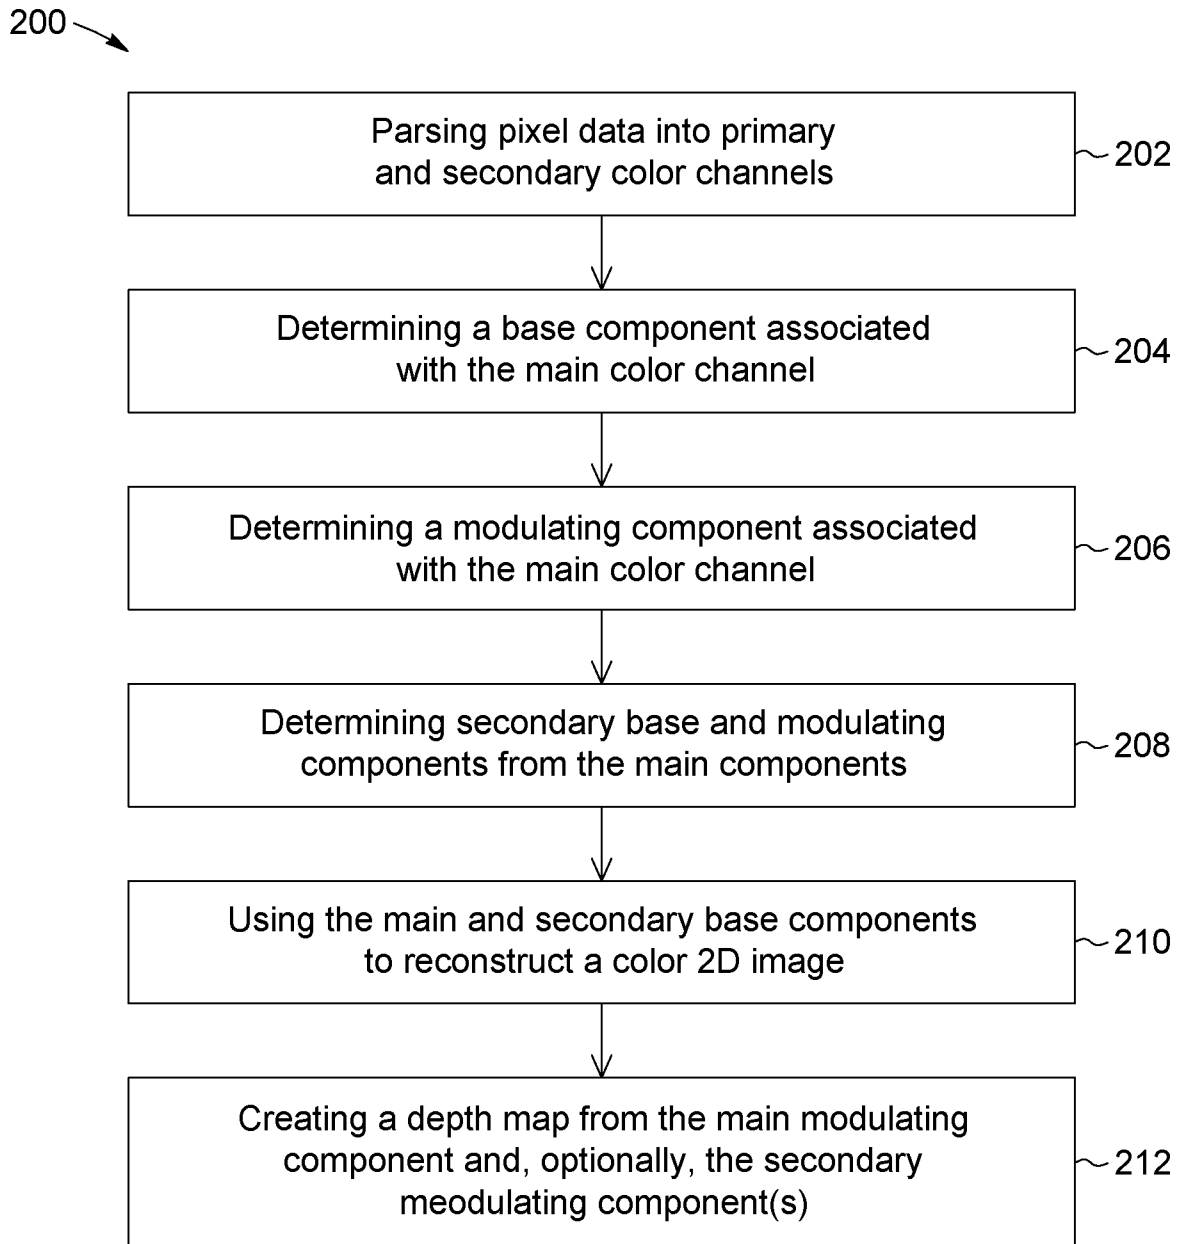 200
Parsing pixel data into primary
and secondary color channels
202
Determining a base component associated
with the main color channel
204
Determining a modulating component associated
with the main color channel
206
Determining secondary base and modulating
components from the main components
208
Using the main and secondary base components
to reconstruct a color 2D image
210
Creating a depth map from the main modulating
component and, optionally, the secondary
meodulating component(s)
212